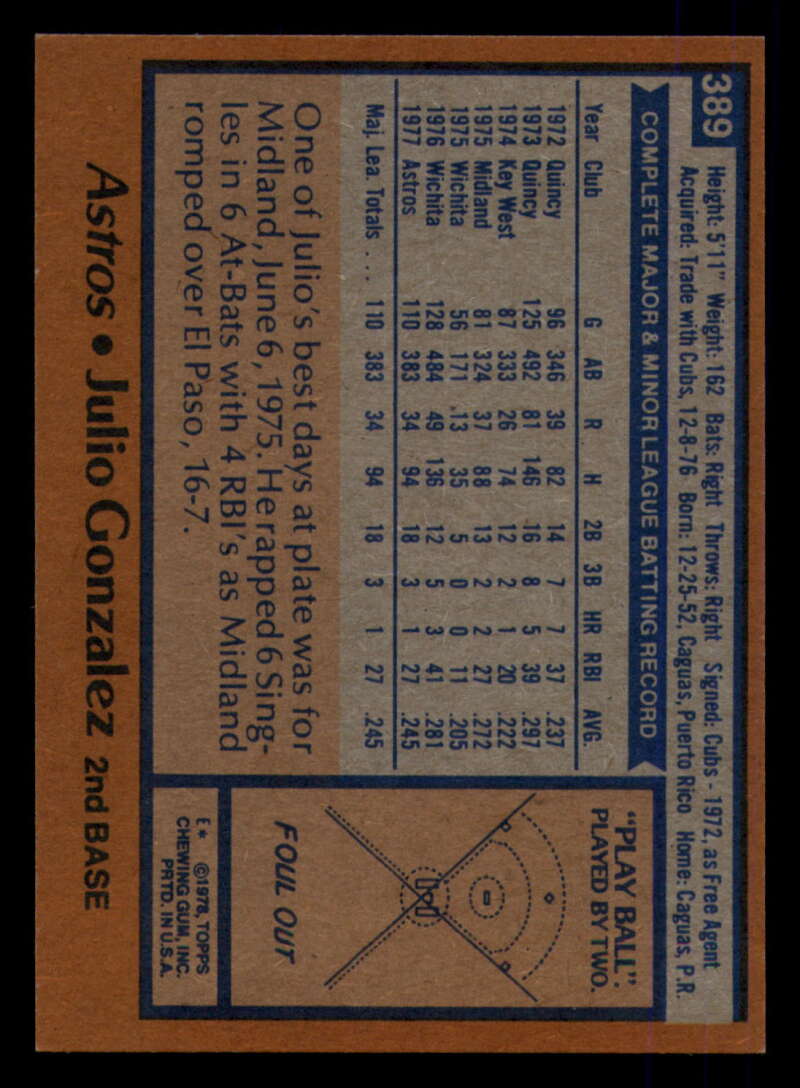 389
Height: 5'11" Weight: 162 Bats: Right Throws: Right Signed: Cubs - 1972, as Free Agent
Acquired: Trade with Cubs, 12-8-76 Born: 12-25-52, Caguas, Puerto Rico Home: Caguas, P.R.
COMPLETE MAJOR & MINOR LEAGUE BATTING RECORD
Year Club G AB R H 2B 3B HR RBI AVG.
1972 Quincy 96 346 39 82 14 7 7 37 .237
1973 Quincy 125 492 81 146 16 8 5 39 .297
1974 Key West 87 333 26 74 12 2 1 20 .222
1975 Midland 81 324 37 88 13 2 2 27 .272
1975 Wichita 56 171 .13 35 5 0 0 11 .205
1976 Wichita 128 484 49 136 12 5 3 41 .281
1977 Astros 110 383 34 94 18 3 1 27 .245
Maj. Lea. Totals . . . 110 383 34 94 18 3 1 27 .245
One of Julio's best days at plate was for
Midland, June 6, 1975. He rapped 6 Sing-
les in 6 At-Bats with 4 RBI's as Midland
romped over El Paso, 16-7.
"PLAY BALL":
PLAYED BY TWO.
FOUL OUT
E* ©1978, TOPPS
CHEWING GUM, INC.
PRTD. IN U.S.A.
Astros • Julio Gonzalez 2nd BASE